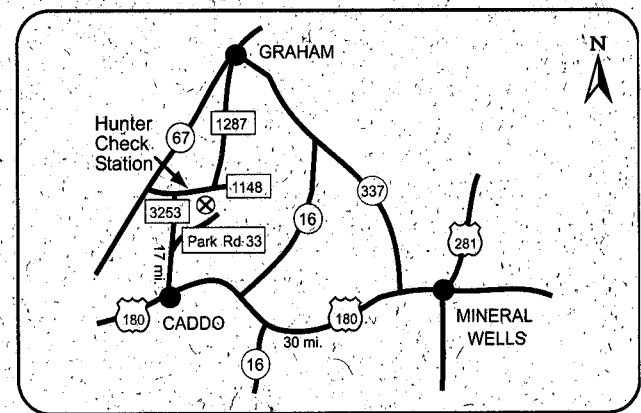 N
GRAHAM
Hunter
Check
Station
67
1287
1148
3253
Park Rd 33
17 mi.
16
337
281
180
CADDO
180
30 mi.
16
MINERAL
WELLS